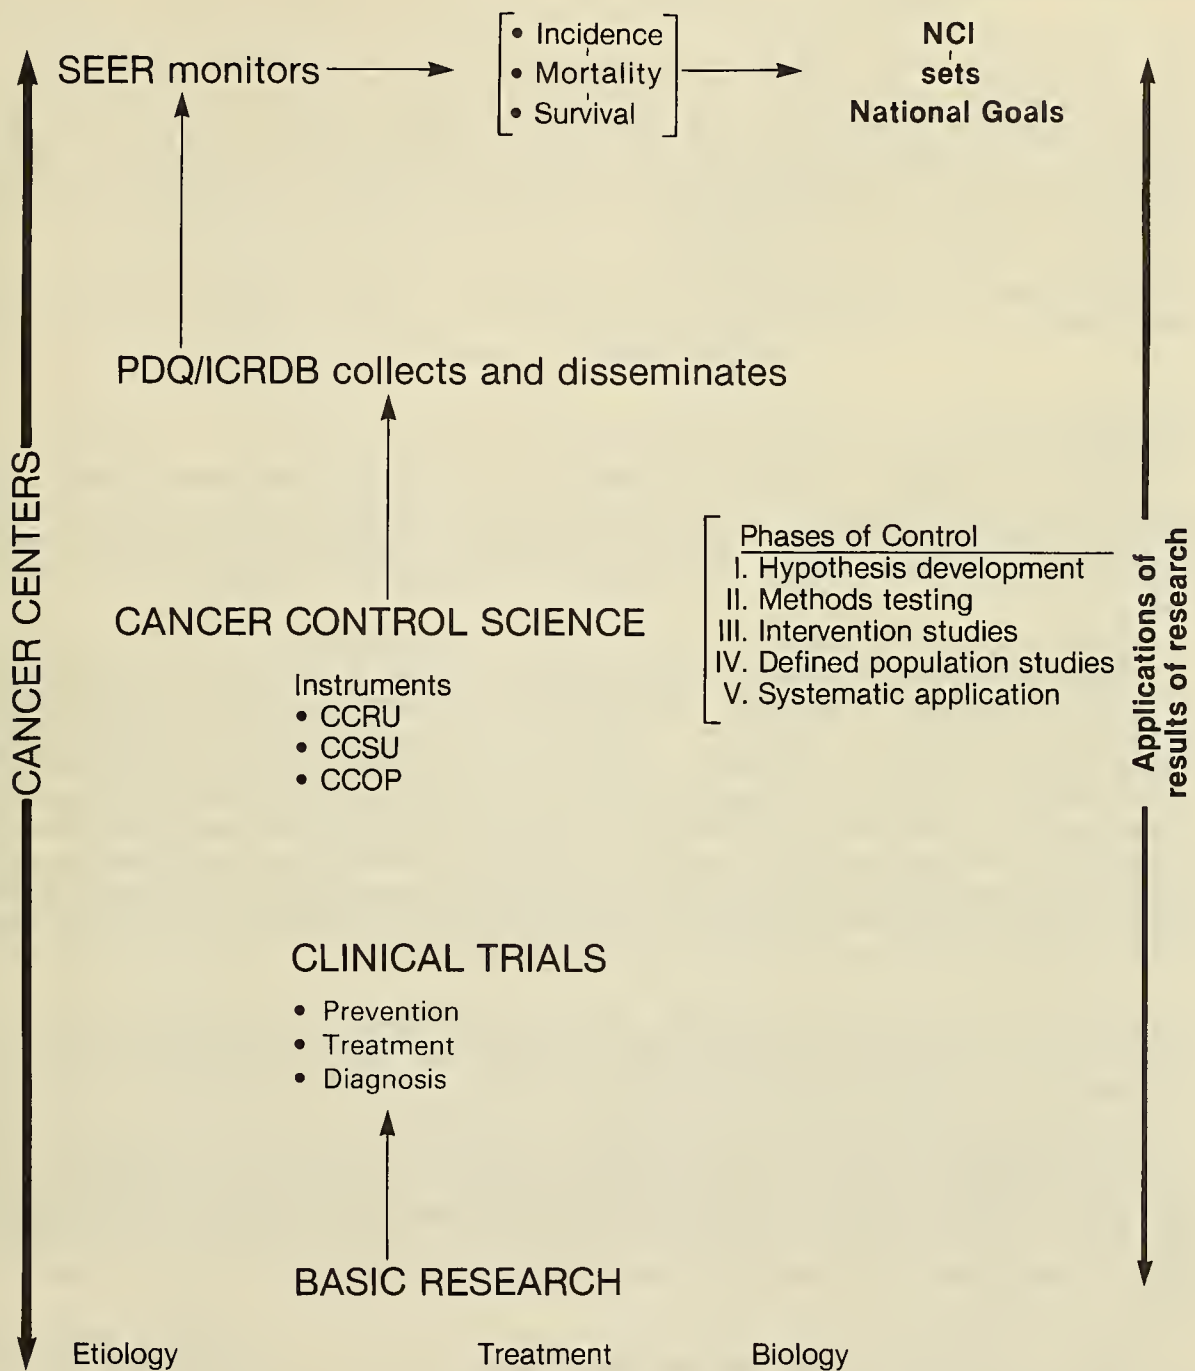 SEER monitors
• Incidence
• Mortality
• Survival
NCI
sets
National Goals
PDQ/ICRDB collects and disseminates
CANCER CENTERS
CANCER CONTROL SCIENCE
Instruments
• CCRU
• CCSU
• CCOP
Phases of Control
I. Hypothesis development
II. Methods testing
III. Intervention studies
IV. Defined population studies
V. Systematic application
Applications of
results of research
CLINICAL TRIALS
• Prevention
• Treatment
• Diagnosis
BASIC RESEARCH
Etiology Treatment Biology